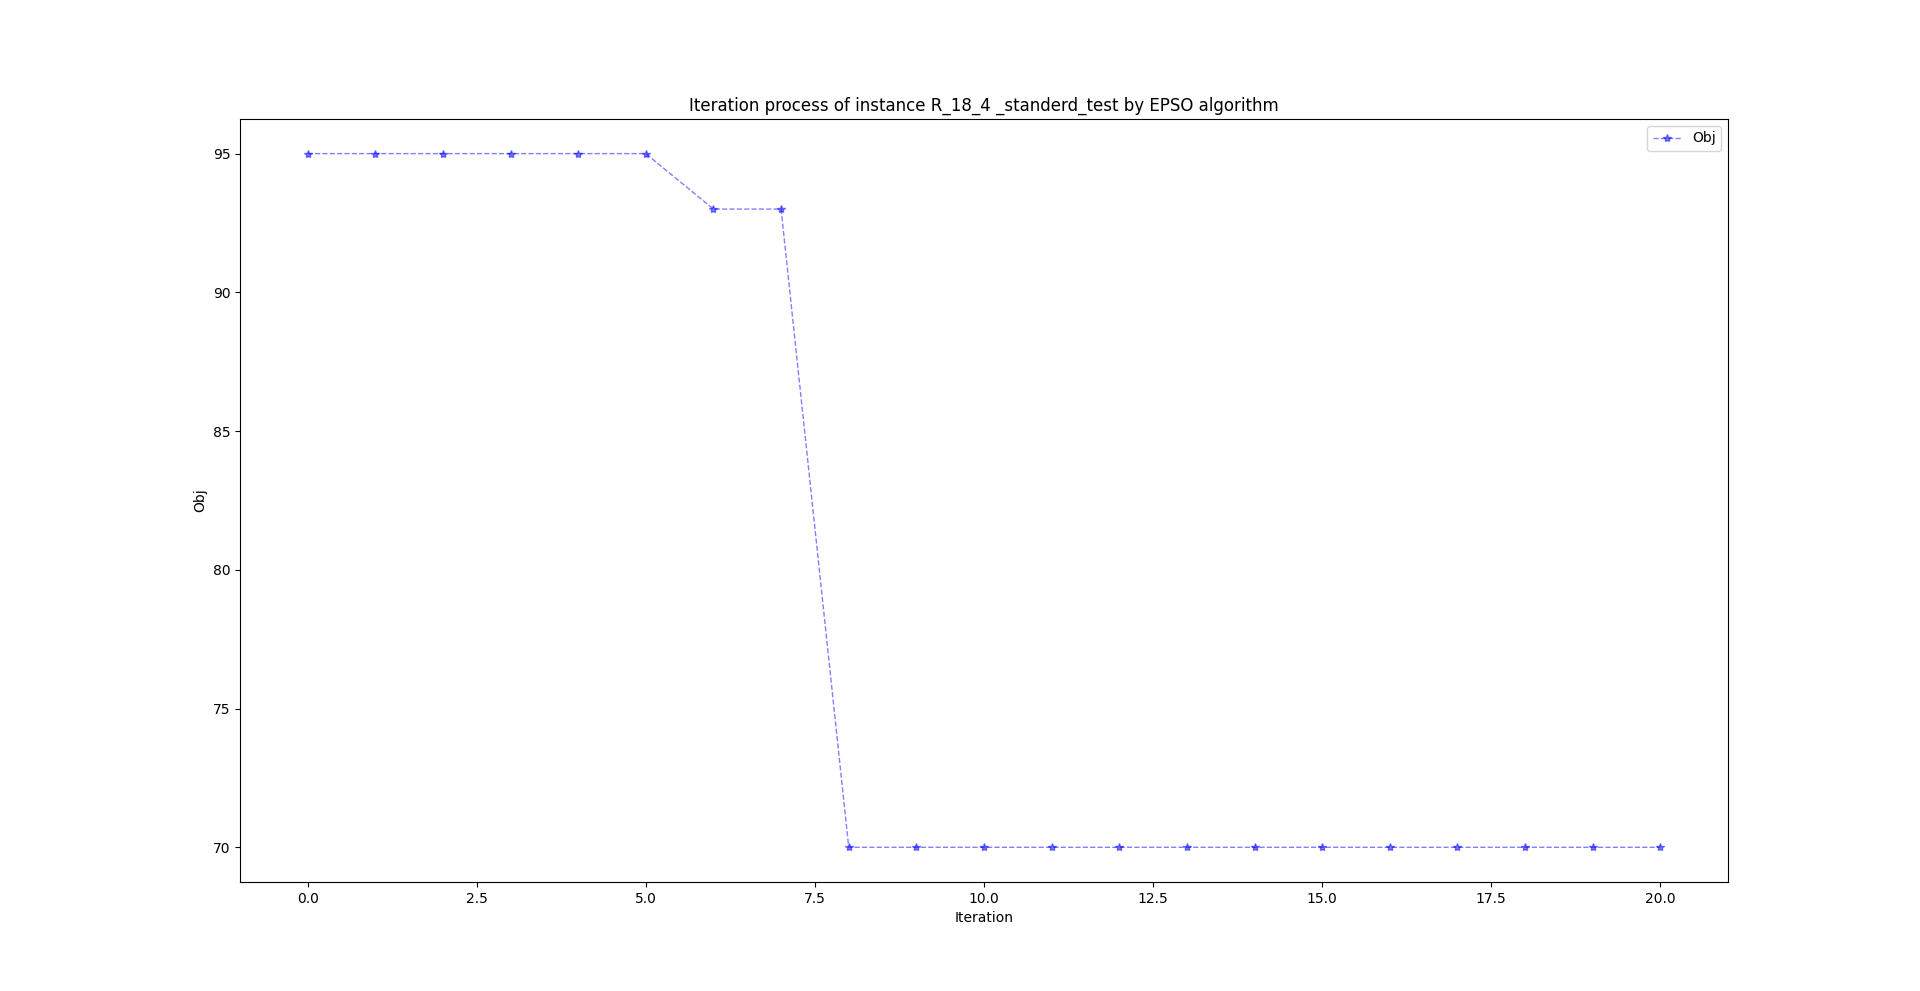 Iteration process of instance R_18_4 _standerd_test by EPSO algorithm
Obj
95
90
85
80
75
70
Obj
0.0 2.5 5.0 7.5 10.0 12.5 15.0 17.5 20.0
Iteration